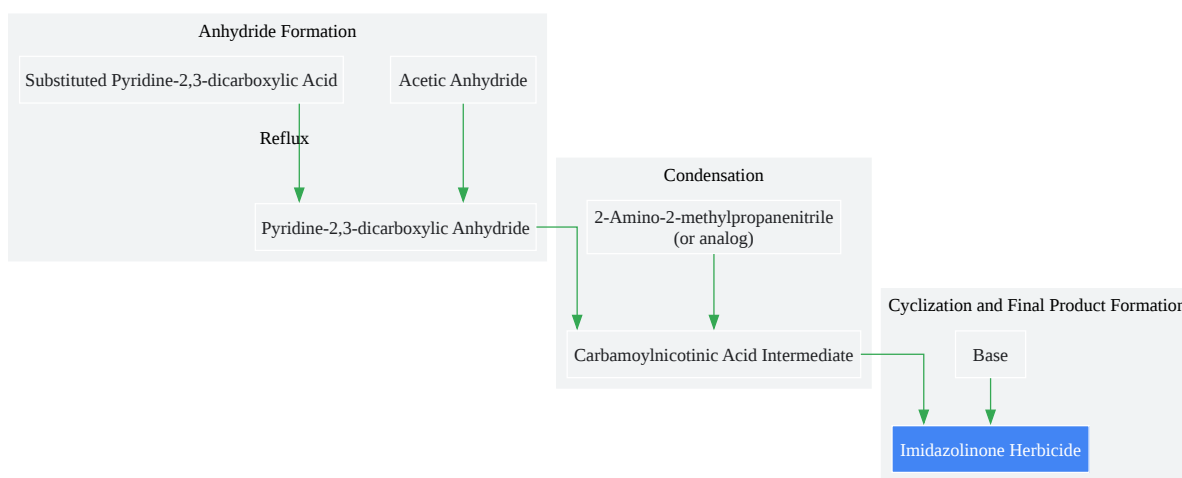 Anhydride Formation
Substituted Pyridine-2,3-dicarboxylic Acid
Acetic Anhydride
Reflux
Pyridine-2,3-dicarboxylic Anhydride
Condensation
2-Amino-2-methylpropanenitrile
(or analog)
Carbamoylnicotinic Acid Intermediate
Cyclization and Final Product Formation
Base
Imidazolinone Herbicide